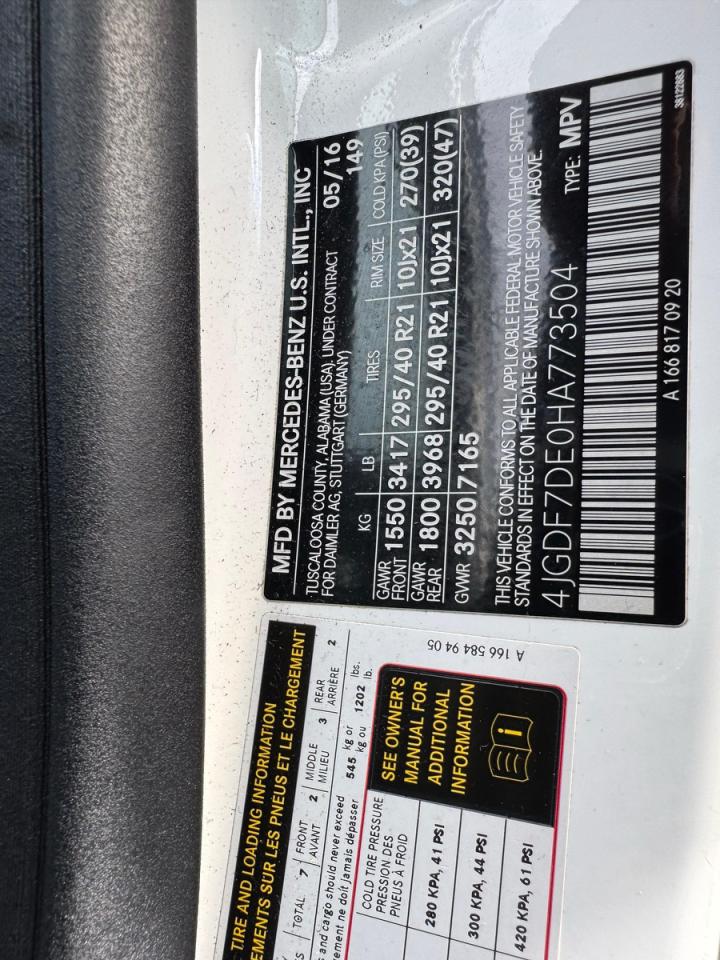 MFD BY MERCEDES-BENZ U.S. INTL., INC
TUSCALOOSA COUNTY, ALABAMA (USA), UNDER CONTRACT 05/16
FOR DAIMLER AG, STUTTGART (GERMANY) 149
KG LB TIRES RIM SIZE COLD KPA (PSI)
GAWR
FRONT 1550 3417 295/40 R21 10Jx21 270(39)
GAWR
REAR 1800 3968 295/40 R21 10Jx21 320(47)
GVWR 3250 7165
THIS VEHICLE CONFORMS TO ALL APPLICABLE FEDERAL MOTOR VEHICLE SAFETY
STANDARDS IN EFFECT ON THE DATE OF MANUFACTURE SHOWN ABOVE.
4JGDF7DE0HA773504 TYPE: MPV
A 166 817 09 20
38122683
TIRE AND LOADING INFORMATION
SUR LES PNEUS ET LE CHARGEMENT
TOTAL 7 FRONT 2 MIDDLE 3 REAR 2
AVANT MILIEU ARRIÈRE
and cargo should never exceed 545 kg or 1202 lbs.
ne doit jamais dépasser kg ou lb.
COLD TIRE PRESSURE
PRESSION DES
PNEUS À FROID
280 KPA, 41 PSI
300 KPA, 44 PSI
420 KPA, 61 PSI
SEE OWNER'S
MANUAL FOR
ADDITIONAL
INFORMATION
i
A 166 584 94 05